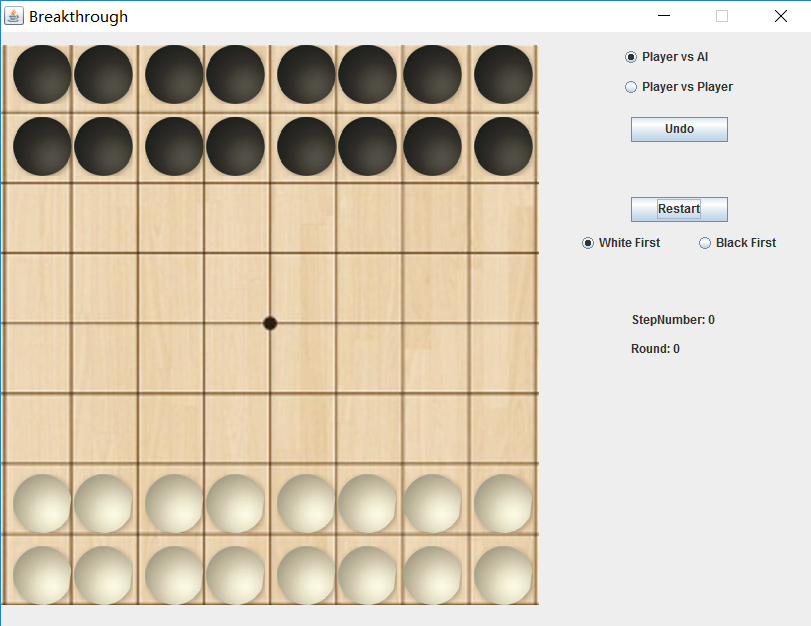 Breakthrough
Player vs AI
Player vs Player
Undo
Restart
White First Black First
StepNumber: 0
Round: 0